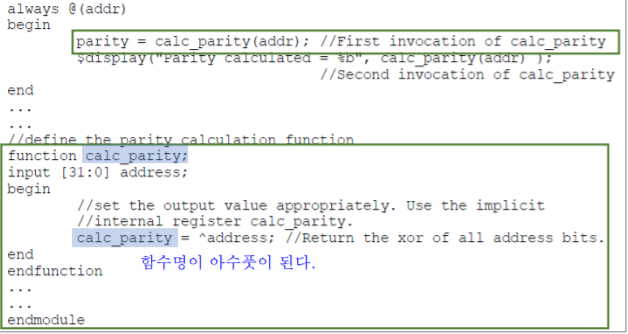 always @(addr)
begin
parity = calc_parity(addr); //First invocation of calc_parity
$display("Parity calculated = %b", calc_parity(addr) );
//Second invocation of calc_parity
end
...
...
//define the parity calculation function
function calc_parity;
input [31:0] address;
begin
//set the output value appropriately. Use the implicit
//internal register calc_parity.
calc_parity = ^address; //Return the xor of all address bits.
end
endfunction
함수명이 아수풋이 된다.
...
...
endmodule